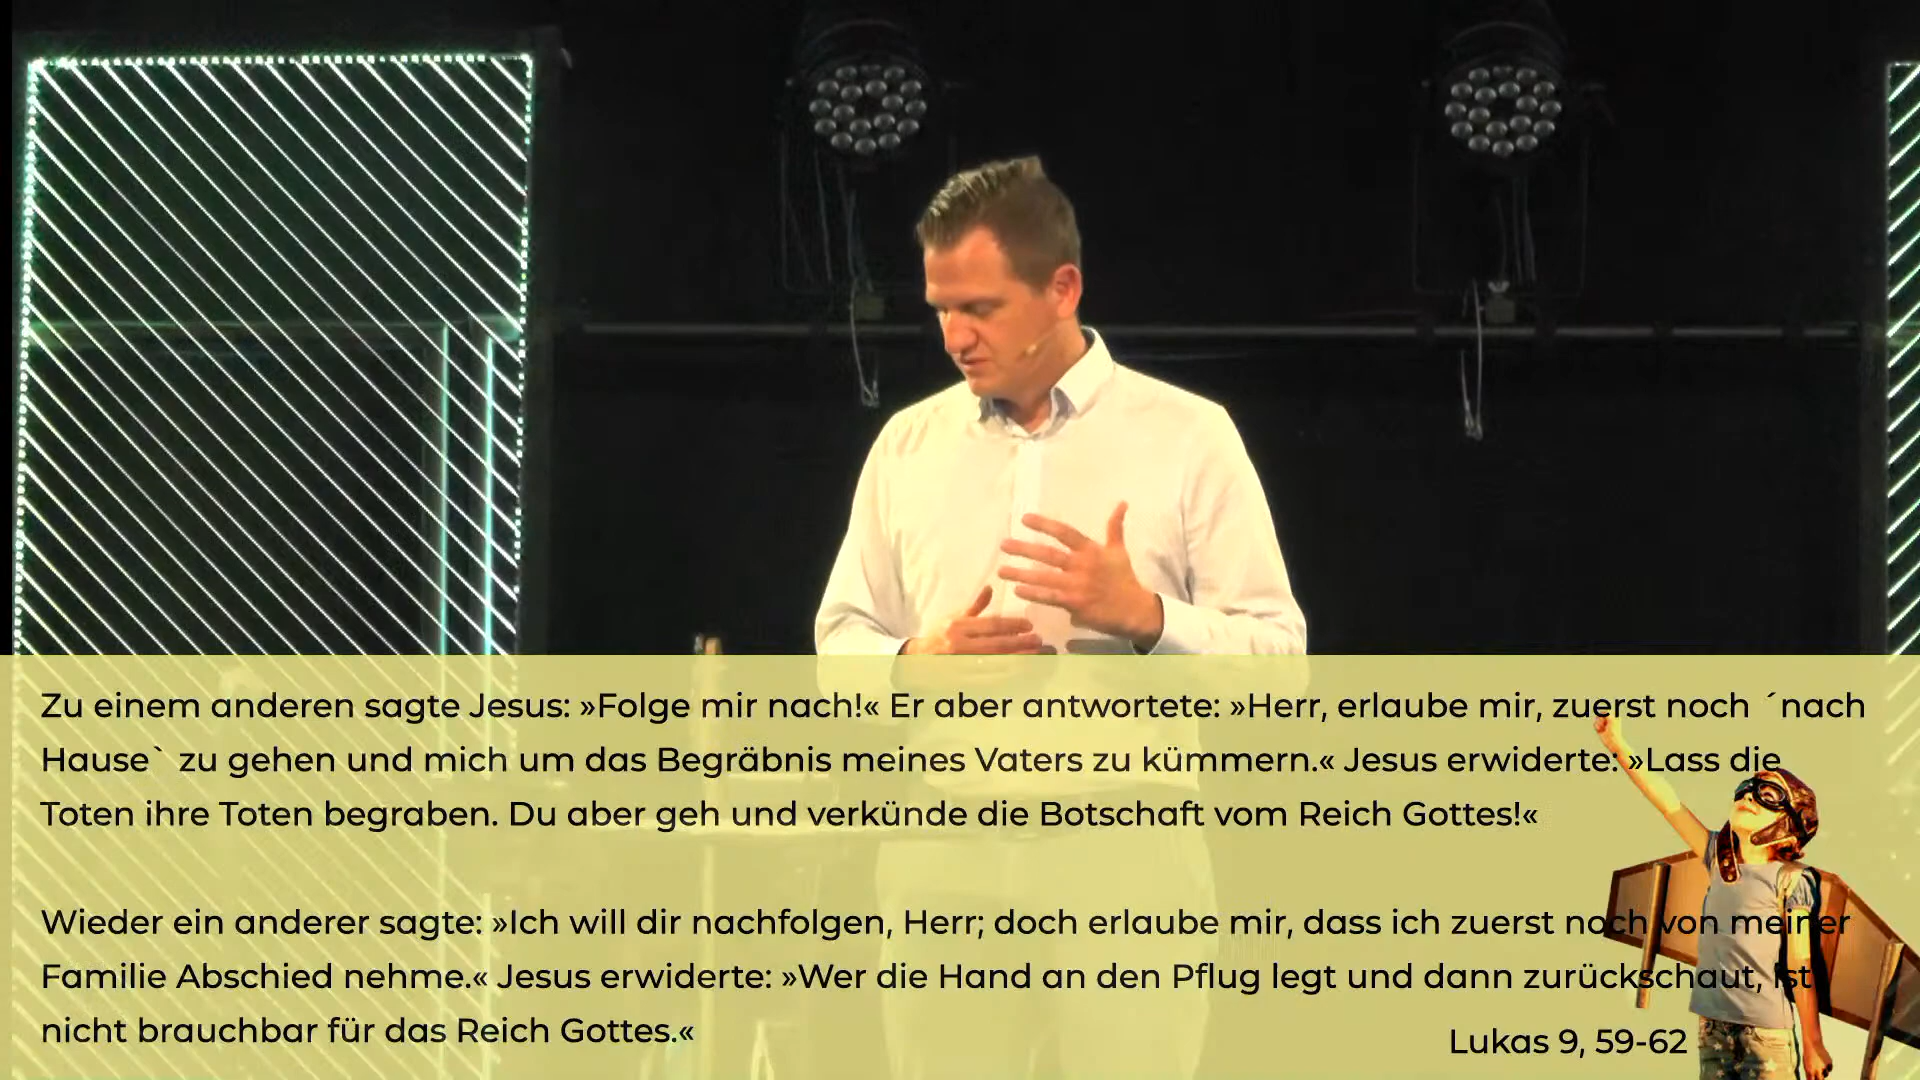 Zu einem anderen sagte Jesus: »Folge mir nach!« Er aber antwortete: »Herr, erlaube mir, zuerst noch ´nach
Hause` zu gehen und mich um das Begräbnis meines Vaters zu kümmern.« Jesus erwiderte: »Lass die
Toten ihre Toten begraben. Du aber geh und verkünde die Botschaft vom Reich Gottes!«
Wieder ein anderer sagte: »Ich will dir nachfolgen, Herr; doch erlaube mir, dass ich zuerst noch von meiner
Familie Abschied nehme.« Jesus erwiderte: »Wer die Hand an den Pflug legt und dann zurückschaut, ist
nicht brauchbar für das Reich Gottes.«
Lukas 9, 59-62